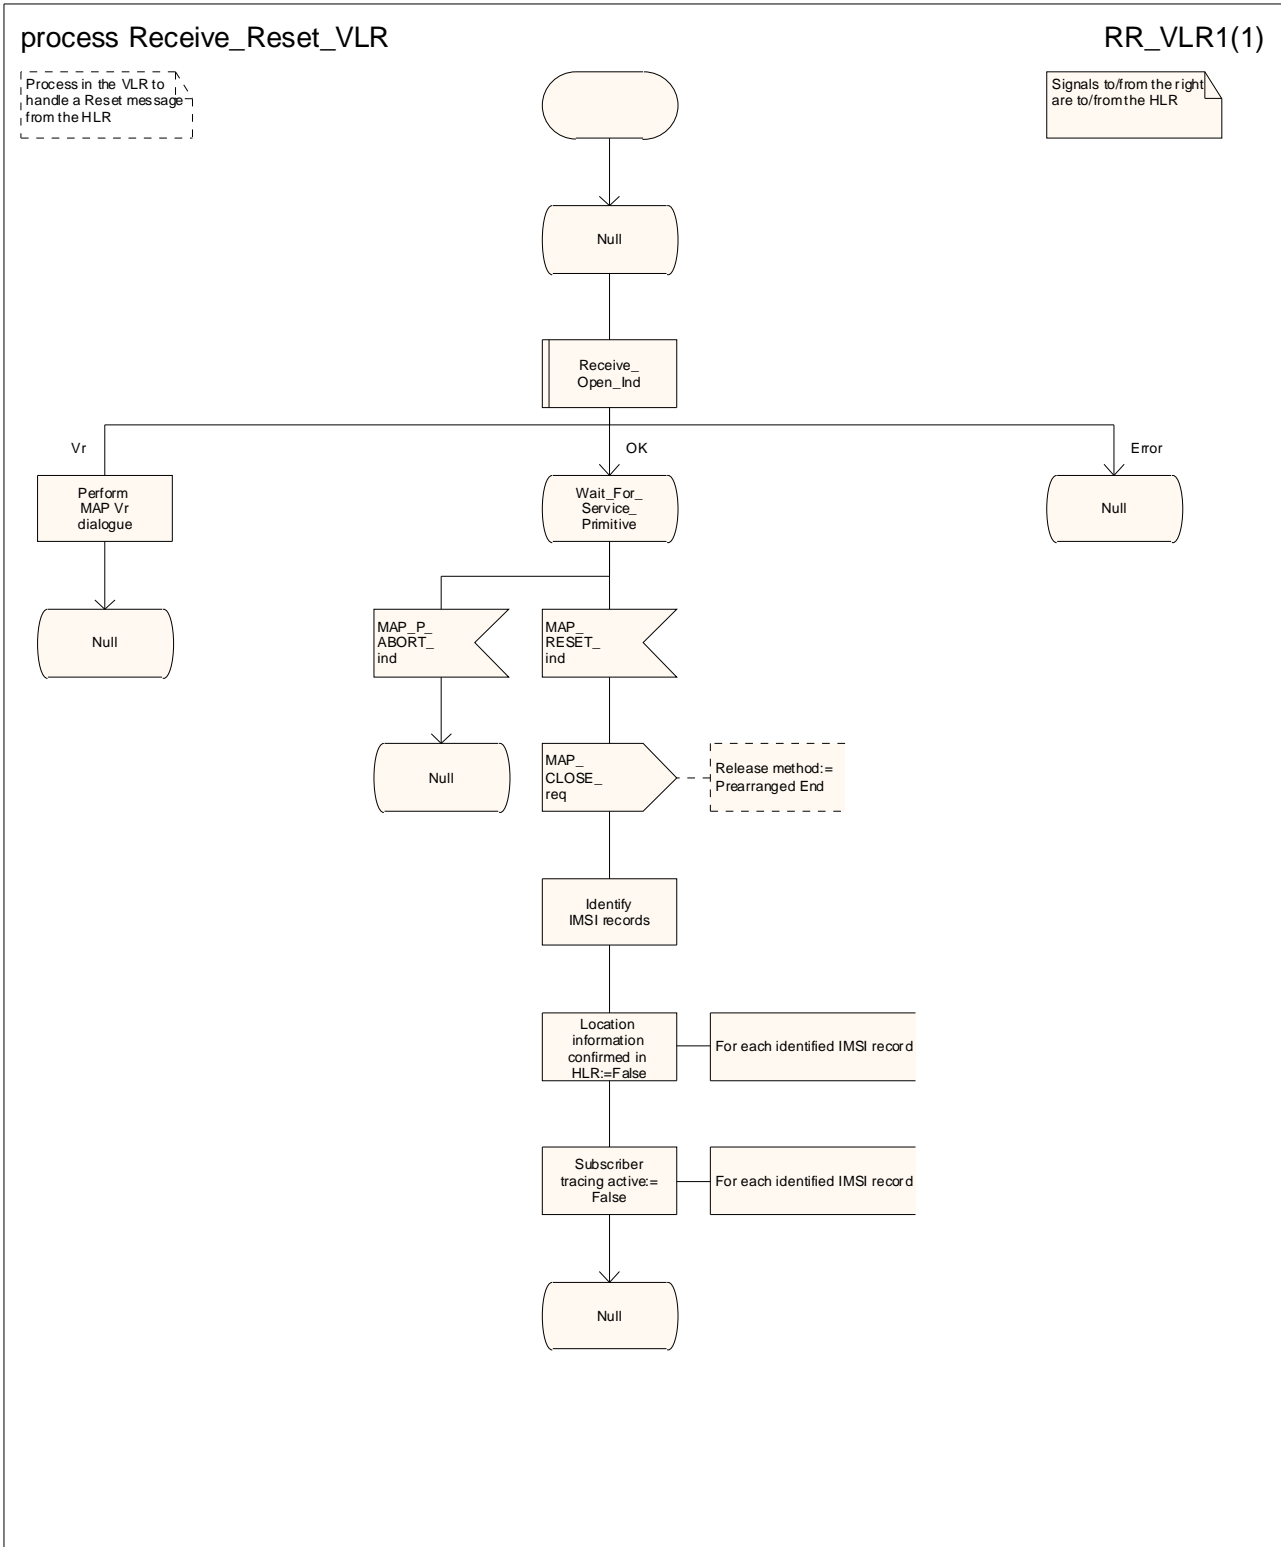 process Receive_Reset_VLR
RR_VLR1(1)
Process in the VLR to
handle a Reset message
from the HLR
Signals to/from the right
are to/from the HLR
Null
Receive_
Open_Ind
Vr
OK
Error
Perform
MAP Vr
dialogue
Wait_For_
Service_
Primitive
Null
Null
MAP_P_
ABORT_
ind
MAP_
RESET_
ind
Null
MAP_
CLOSE_
req
Release method:=
Prearranged End
Identify
IMSI records
Location
information
confirmed in
HLR:=False
For each identified IMSI record
Subscriber
tracing active:=
False
For each identified IMSI record
Null